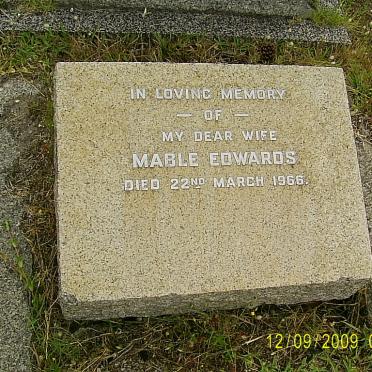 IN LOVING MEMORY
— OF —
MY DEAR WIFE
MABLE EDWARDS
DIED 22ND MARCH 1966.
12/09/2009